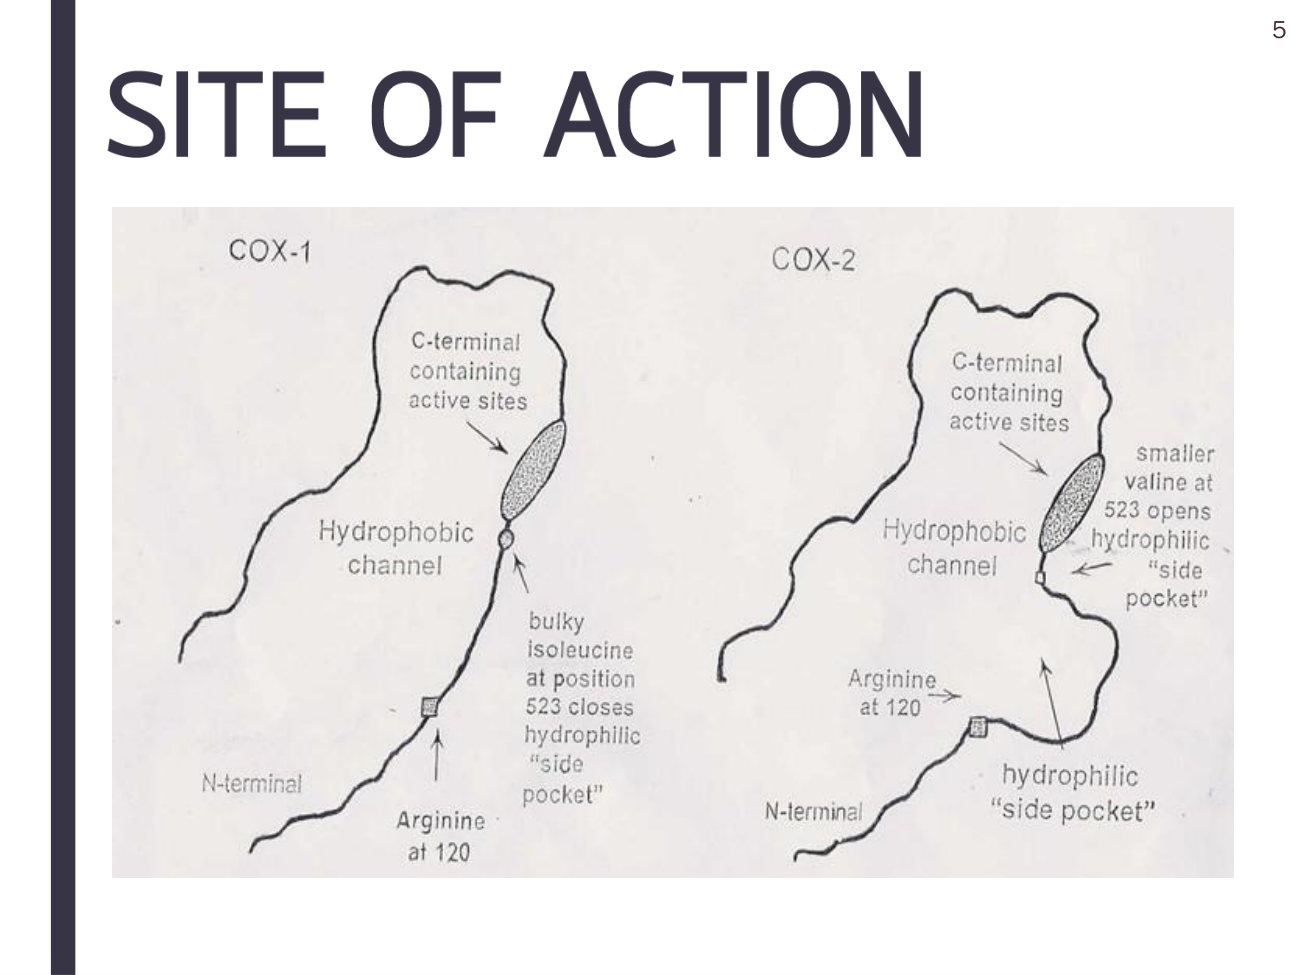 5
SITE OF ACTION
COX-1
C-terminal
containing
active sites
Hydrophobic
channel
bulky
isoleucine
at position
523 closes
hydrophilic
“side
pocket”
N-terminal
Arginine
at 120
COX-2
C-terminal
containing
active sites
smaller
valine at
523 opens
hydrophilic
“side
pocket”
Hydrophobic
channel
Arginine
at 120
hydrophilic
“side pocket”
N-terminal